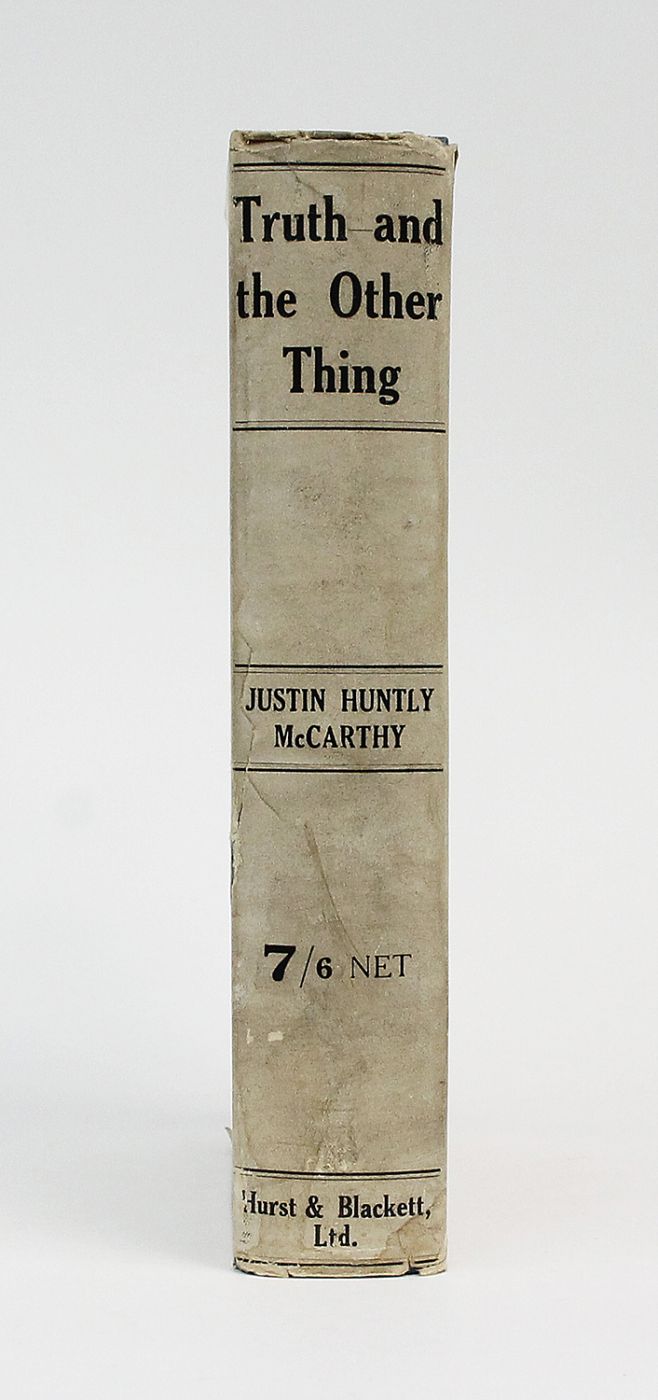 Truth and
the Other
Thing
JUSTIN HUNTLY
McCARTHY
7/6 NET
Hurst & Blackett,
Ltd.